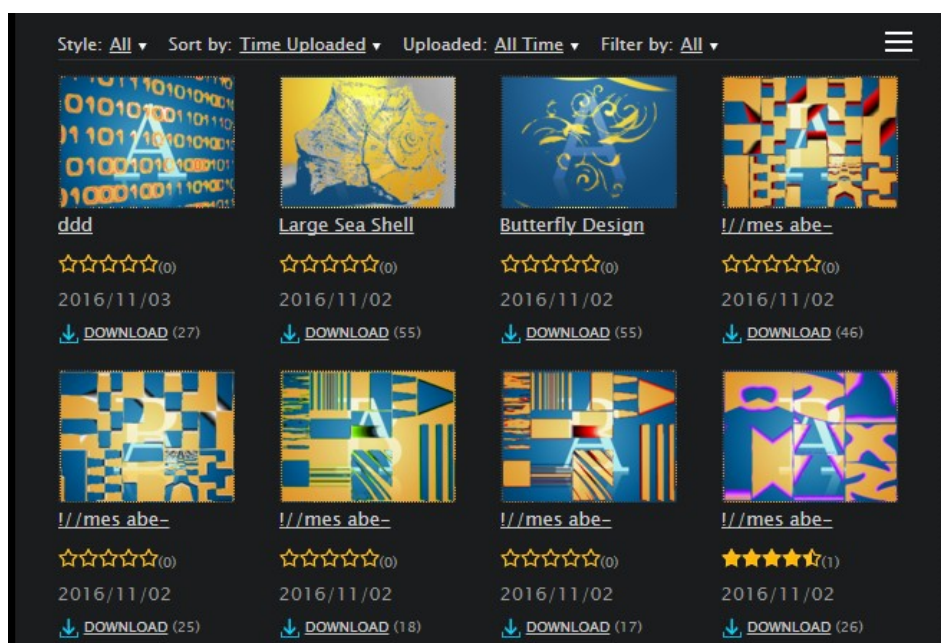 Style: All ▾ Sort by: Time Uploaded ▾ Uploaded: All Time ▾ Filter by: All ▾
ddd
Large Sea Shell
Butterfly Design
!//mes abe-
(0)
(0)
(0)
(0)
2016/11/03
2016/11/02
2016/11/02
2016/11/02
DOWNLOAD (27)
DOWNLOAD (55)
DOWNLOAD (55)
DOWNLOAD (46)
!//mes abe-
!//mes abe-
!//mes abe-
!//mes abe-
(0)
(0)
(0)
(1)
2016/11/02
2016/11/02
2016/11/02
2016/11/02
DOWNLOAD (25)
DOWNLOAD (18)
DOWNLOAD (17)
DOWNLOAD (26)